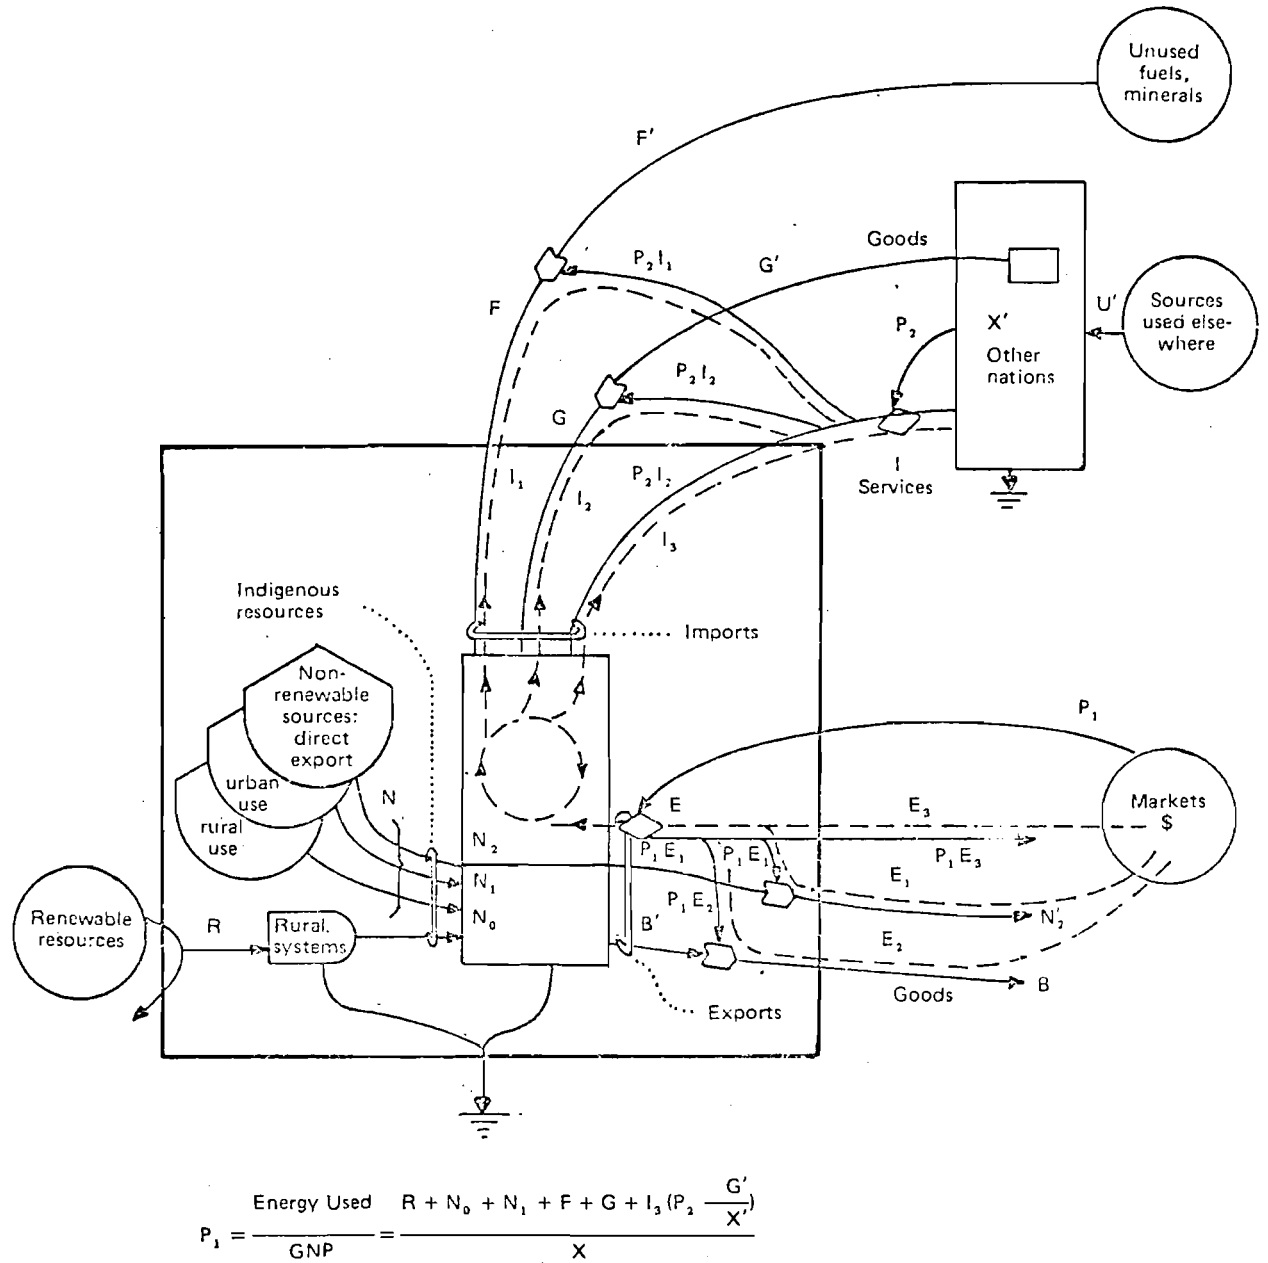 Unused
fuels,
minerals
F'
Goods
P₂I₁
G'
F
U'
Sources
used else-
where
P₂
X'
Other
nations
P₂I₂
G
I₁
I₂
P₂I₂
I
Services
I₃
Indigenous
resources
Imports
Non-
renewable
sources:
direct
export
P₁
urban
use
N
E
E₃
Markets
$
rural
use
N₂
P₁E₁
P₁E₁
P₁E₃
N₁
E₁
Renewable
resources
R
Rural
systems
N₀
P₁E₂
B'
N₂'
E₂
Goods
B
Exports
P₁ = Energy Used / GNP = R + N₀ + N₁ + F + G + I₃ (P₂ - G' / X') / X